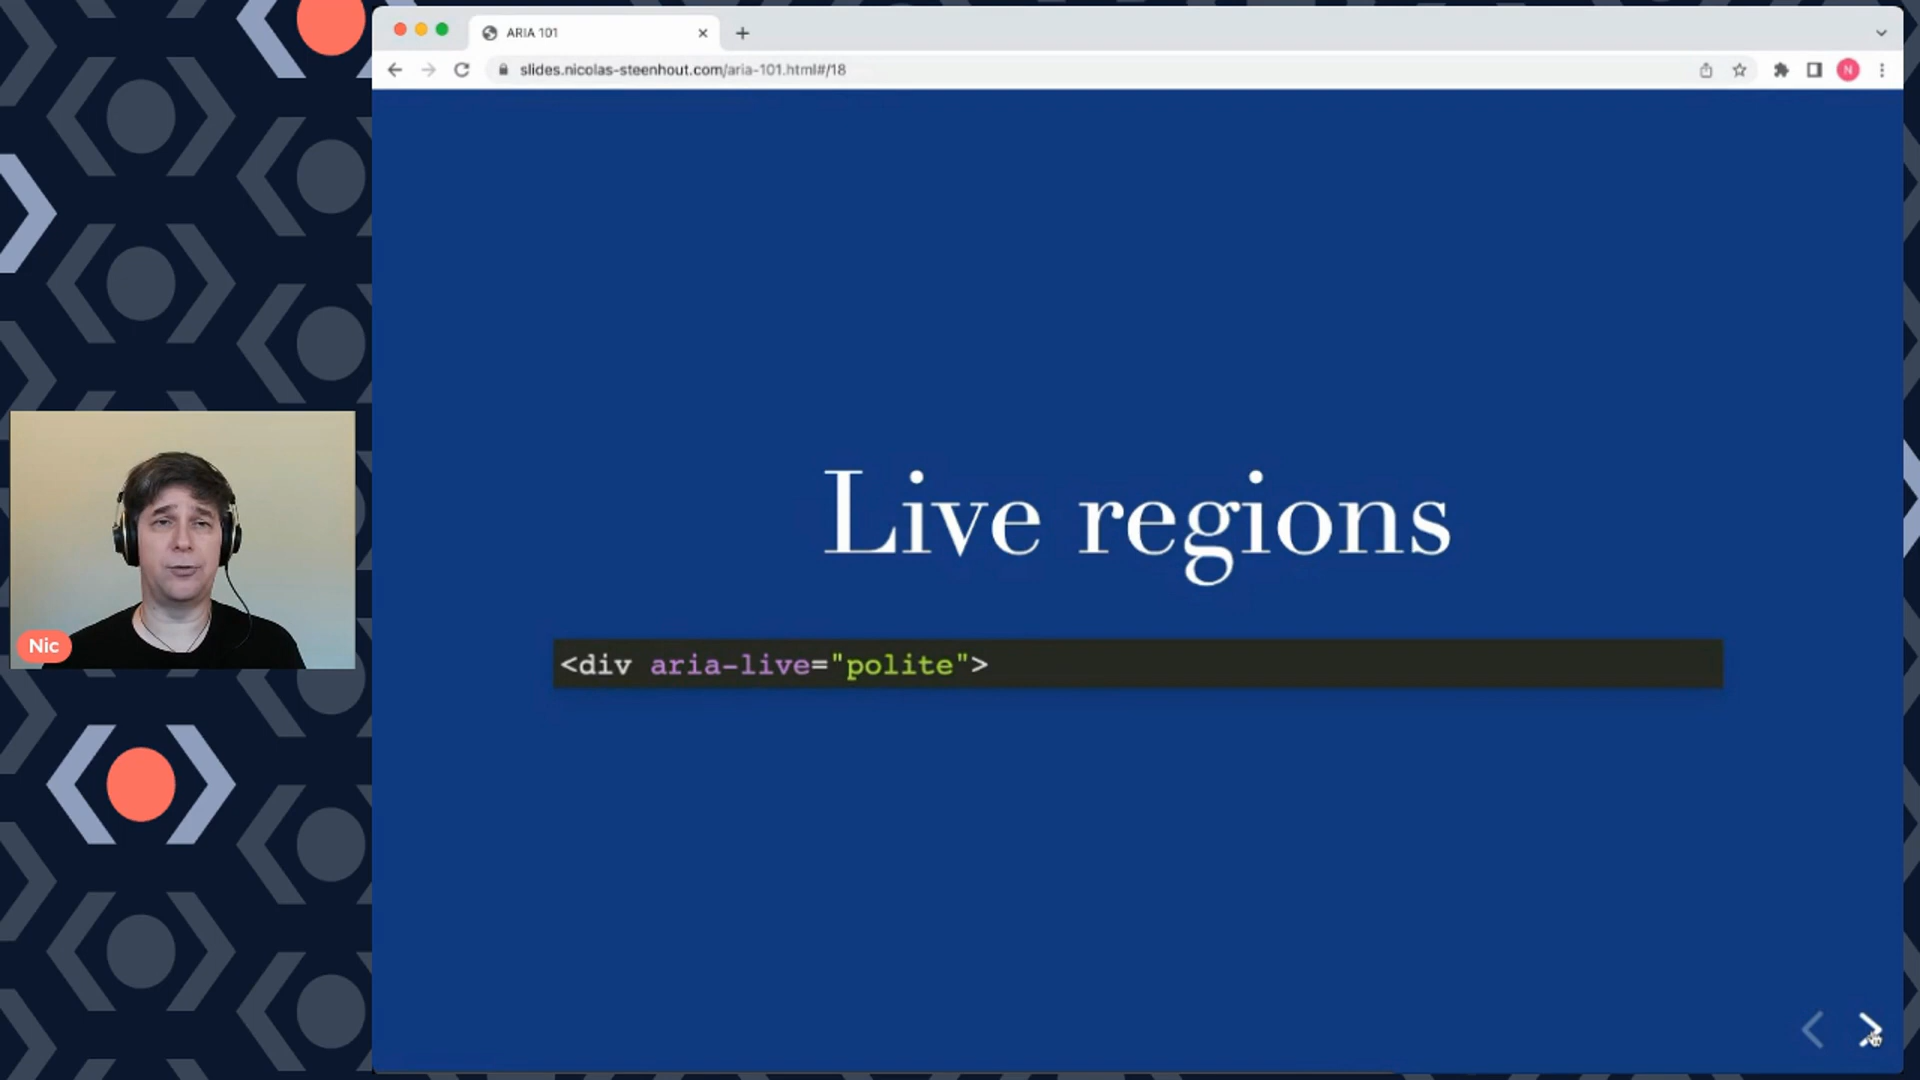 ARIA 101
slides.nicolas-steenhout.com/aria-101.html#/18
N
Live regions
<div aria-live="polite">
Nic